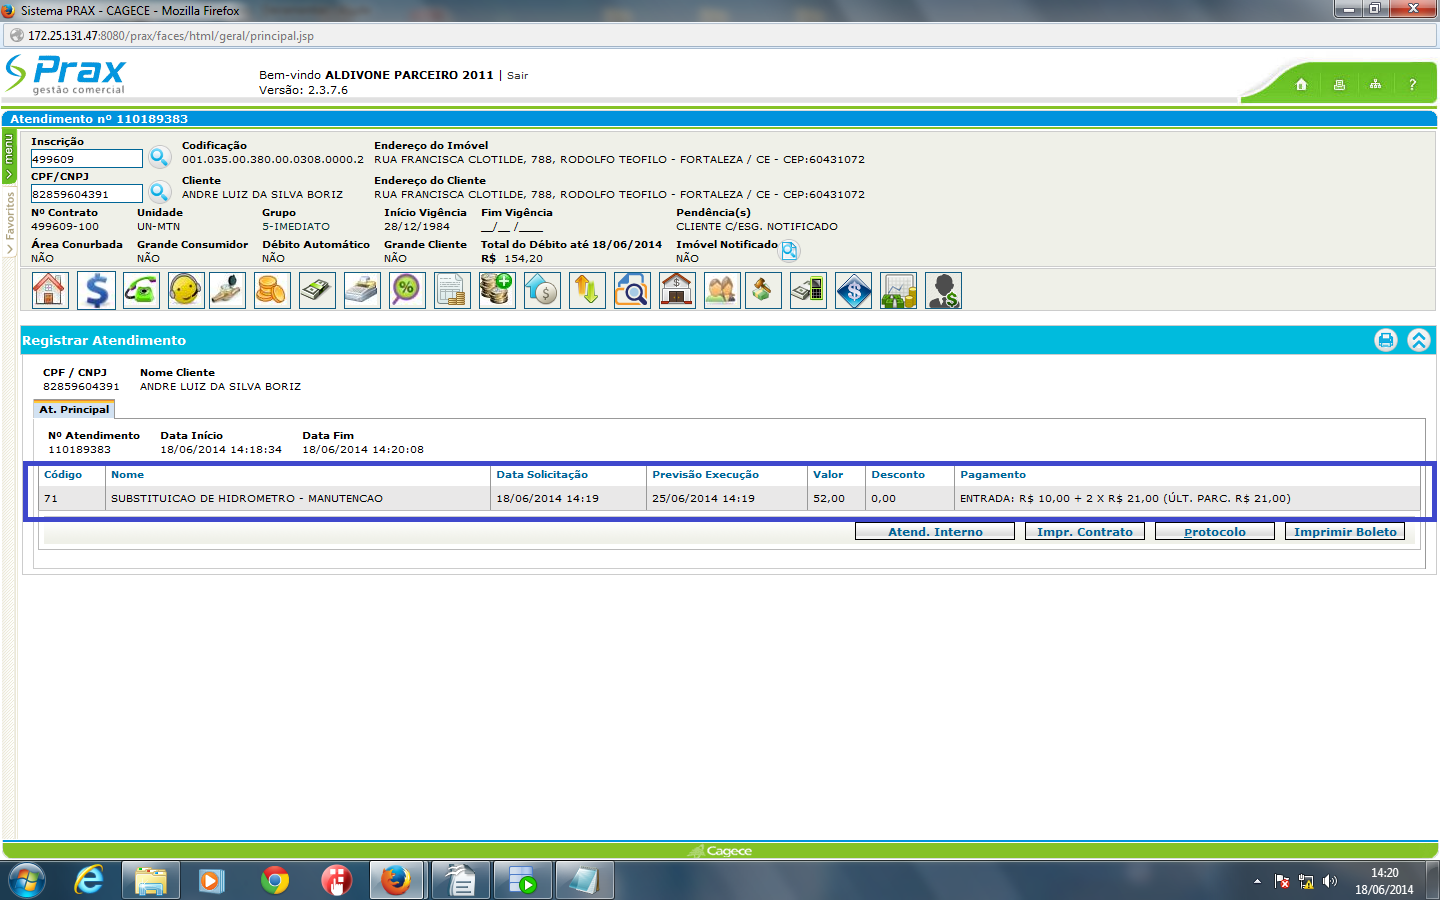 Sistema PRAX - CAGECE - Mozilla Firefox
172.25.131.47:8080/prax/faces/html/geral/principal.jsp
Prax
gestão comercial
Bem-vindo ALDIVONE PARCEIRO 2011 | Sair
Versão: 2.3.7.6
?
Atendimento nº 110189383
menu
Favoritos
Inscrição Codificação Endereço do Imóvel
499609 001.035.00.380.00.0308.0000.2 RUA FRANCISCA CLOTILDE, 788, RODOLFO TEOFILO - FORTALEZA / CE - CEP:60431072
CPF/CNPJ Cliente Endereço do Cliente
82859604391 ANDRE LUIZ DA SILVA BORIZ RUA FRANCISCA CLOTILDE, 788, RODOLFO TEOFILO - FORTALEZA / CE - CEP:60431072
Nº Contrato Unidade Grupo Início Vigência Fim Vigência Pendência(s)
499609-100 UN-MTN 5-IMEDIATO 28/12/1984 __/__ /____ CLIENTE C/ESG. NOTIFICADO
Área Conurbada Grande Consumidor Débito Automático Grande Cliente Total do Débito até 18/06/2014 Imóvel Notificado
NÃO NÃO NÃO NÃO R$ 154,20 NÃO
Registrar Atendimento
CPF / CNPJ Nome Cliente
82859604391 ANDRE LUIZ DA SILVA BORIZ
At. Principal
Nº Atendimento Data Início Data Fim
110189383 18/06/2014 14:18:34 18/06/2014 14:20:08
Código Nome Data Solicitação Previsão Execução Valor Desconto Pagamento
71 SUBSTITUICAO DE HIDROMETRO - MANUTENCAO 18/06/2014 14:19 25/06/2014 14:19 52,00 0,00 ENTRADA: R$ 10,00 + 2 X R$ 21,00 (ÚLT. PARC. R$ 21,00)
Atend. Interno Impr. Contrato Protocolo Imprimir Boleto
Cagece
14:20
18/06/2014